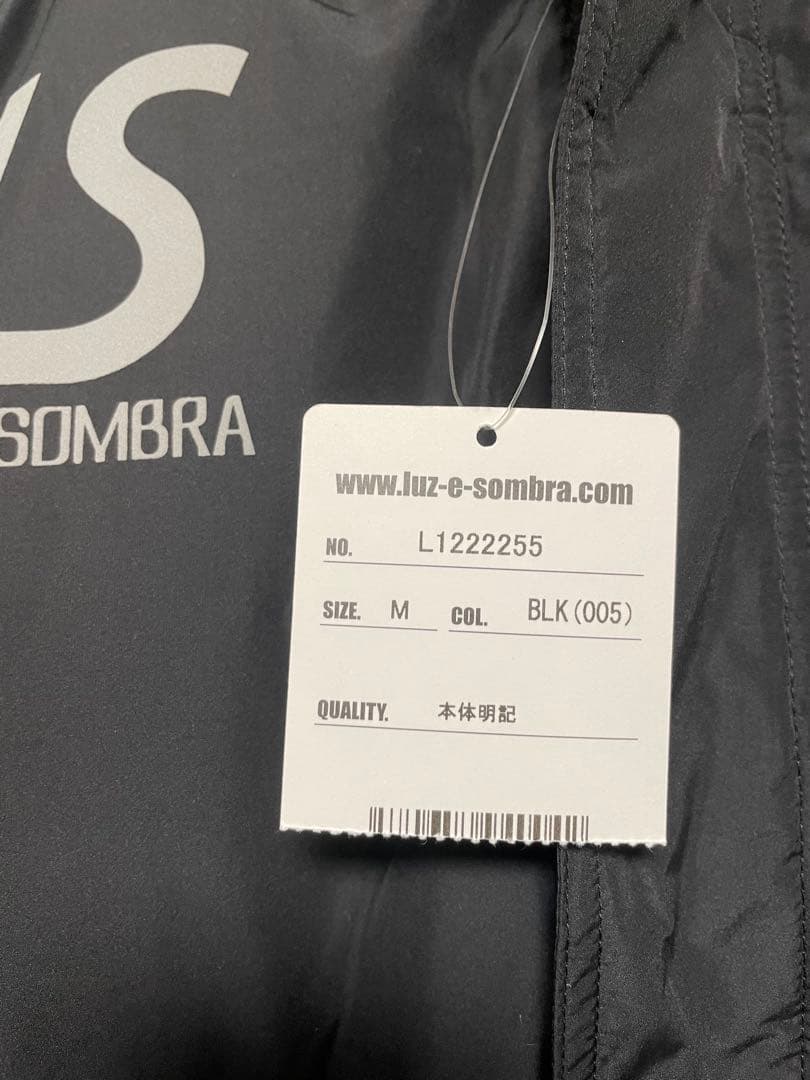 S
SOMBRA
www.luz-e-sombra.com
NO. L1222255
SIZE. M COL. BLK(005)
QUALITY. 本体明記